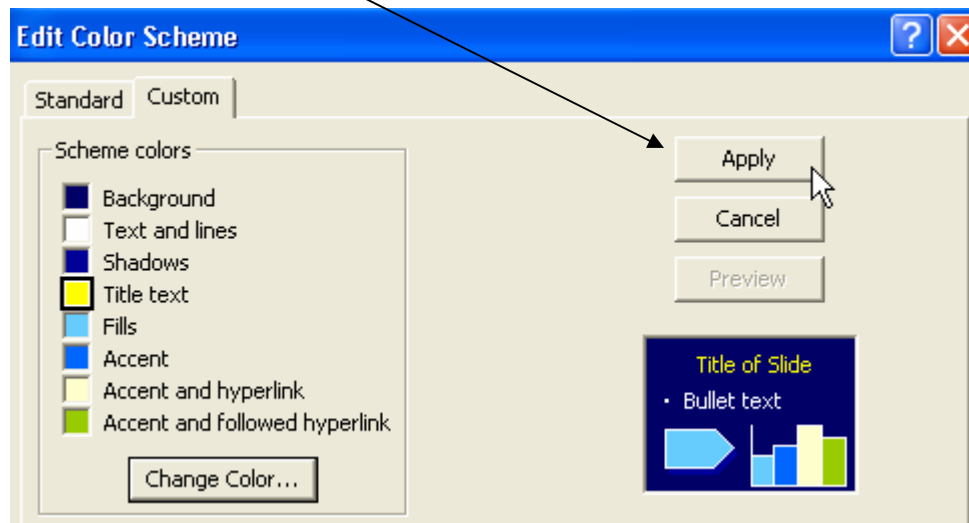 Edit Color Scheme
Standard Custom
Scheme colors
Background
Text and lines
Shadows
Title text
Fills
Accent
Accent and hyperlink
Accent and followed hyperlink
Change Color...
Apply
Cancel
Preview
Title of Slide
• Bullet text